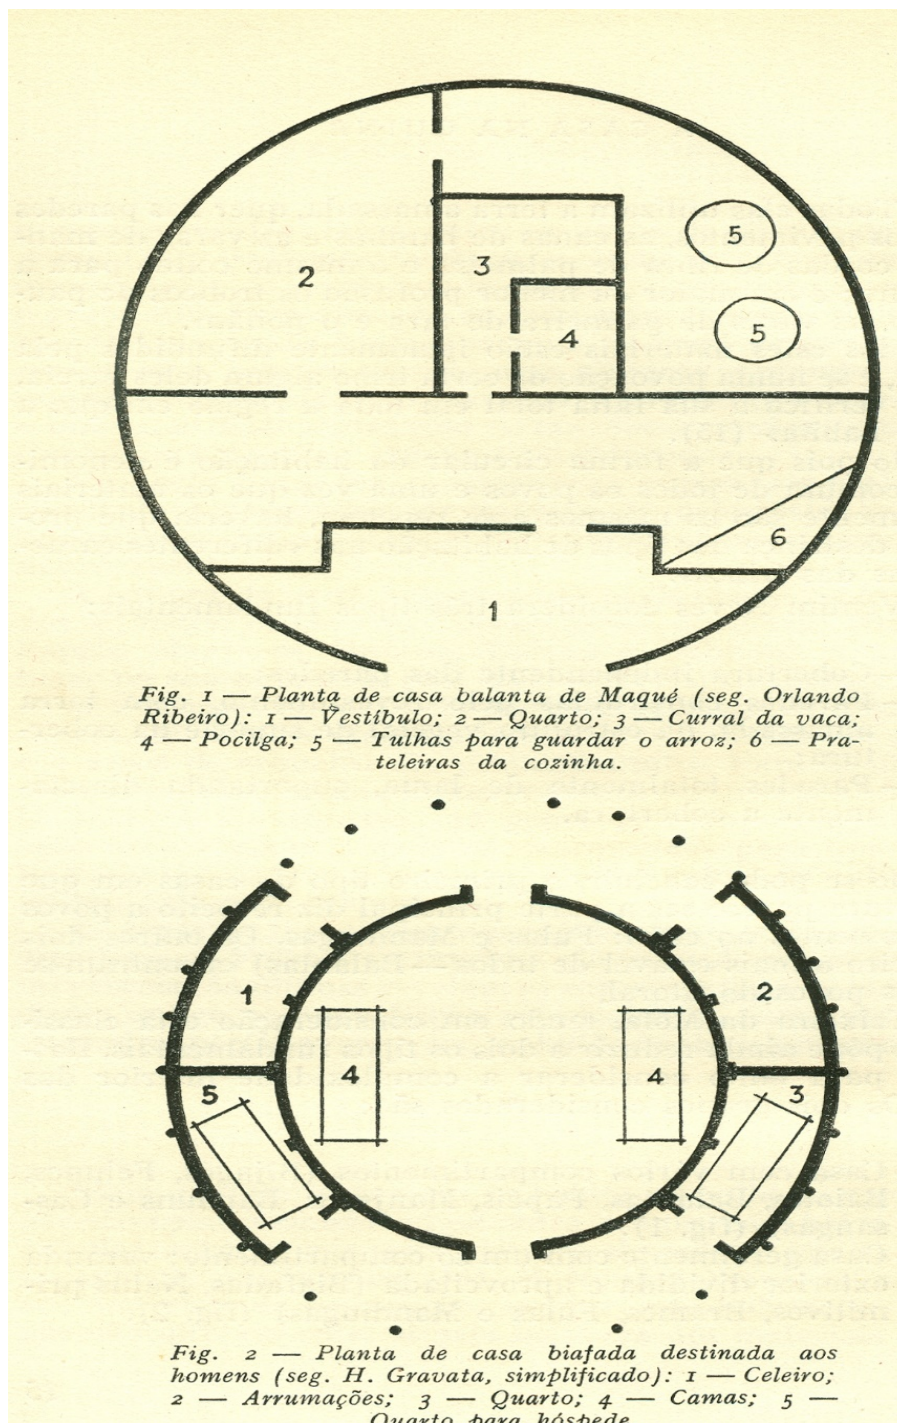 2
3
5
5
4
6
1
Fig. 1 — Planta de casa balanta de Maqué (seg. Orlando
Ribeiro): 1 — Vestíbulo; 2 — Quarto; 3 — Curral da vaca;
4 — Pocilga; 5 — Tulhas para guardar o arroz; 6 — Pra-
teleiras da cozinha.
1
2
4
4
5
3
Fig. 2 — Planta de casa biafada destinada aos
homens (seg. H. Gravata, simplificado): 1 — Celeiro;
2 — Arrumações; 3 — Quarto; 4 — Camas; 5 —
Quarto para hóspede